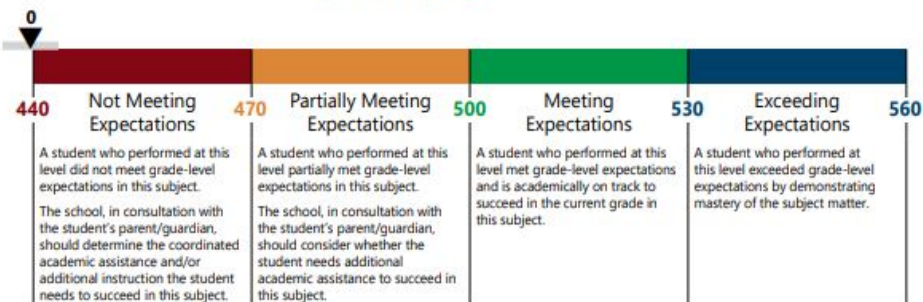 0
440
Not Meeting
Expectations
470
Partially Meeting
Expectations
500
Meeting
Expectations
530
Exceeding
Expectations
560
A student who performed at this
level did not meet grade-level
expectations in this subject.
The school, in consultation with
the student's parent/guardian,
should determine the coordinated
academic assistance and/or
additional instruction the student
needs to succeed in this subject.
A student who performed at this
level partially met grade-level
expectations in this subject.
The school, in consultation with
the student's parent/guardian,
should consider whether the
student needs additional
academic assistance to succeed in
this subject.
A student who performed at this
level met grade-level expectations
and is academically on track to
succeed in the current grade in
this subject.
A student who performed at
this level exceeded grade-level
expectations by demonstrating
mastery of the subject matter.